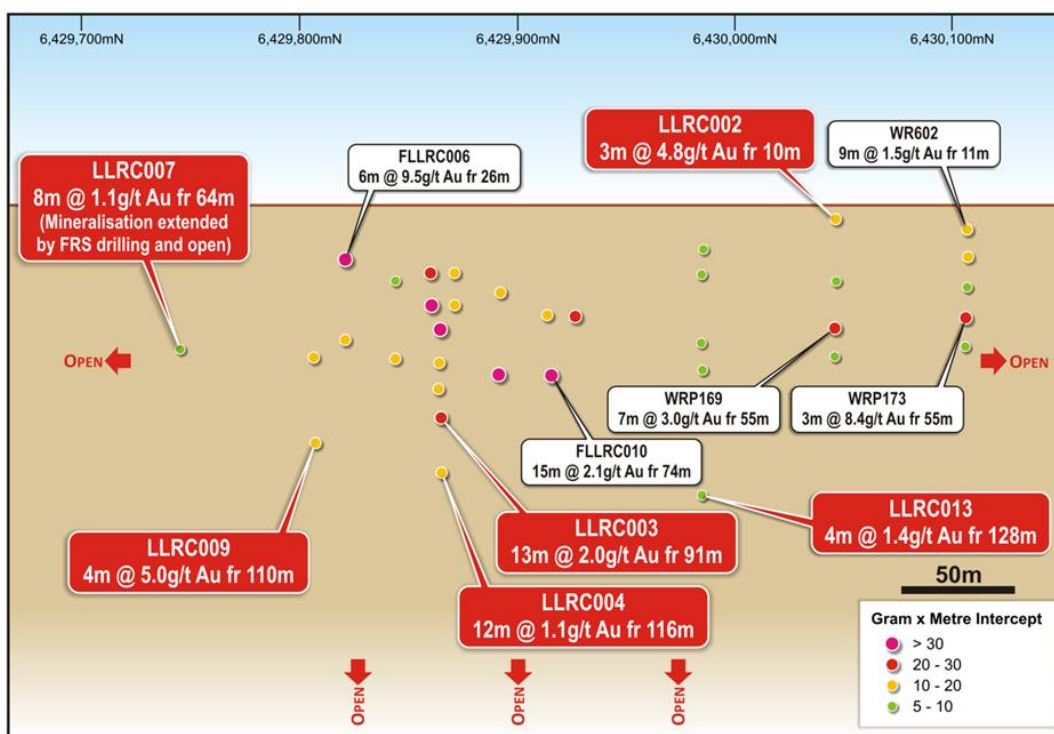 6,429,700mN
6,429,800mN
6,429,900mN
6,430,000mN
6,430,100mN
LLRC002
3m @ 4.8g/t Au fr 10m
WR602
9m @ 1.5g/t Au fr 11m
FLLRC006
6m @ 9.5g/t Au fr 26m
LLRC007
8m @ 1.1g/t Au fr 64m
(Mineralisation extended
by FRS drilling and open)
OPEN
OPEN
WRP169
7m @ 3.0g/t Au fr 55m
WRP173
3m @ 8.4g/t Au fr 55m
FLLRC010
15m @ 2.1g/t Au fr 74m
LLRC009
4m @ 5.0g/t Au fr 110m
LLRC003
13m @ 2.0g/t Au fr 91m
LLRC013
4m @ 1.4g/t Au fr 128m
LLRC004
12m @ 1.1g/t Au fr 116m
50m
Gram x Metre Intercept
> 30
20 - 30
10 - 20
5 - 10
OPEN
OPEN
OPEN